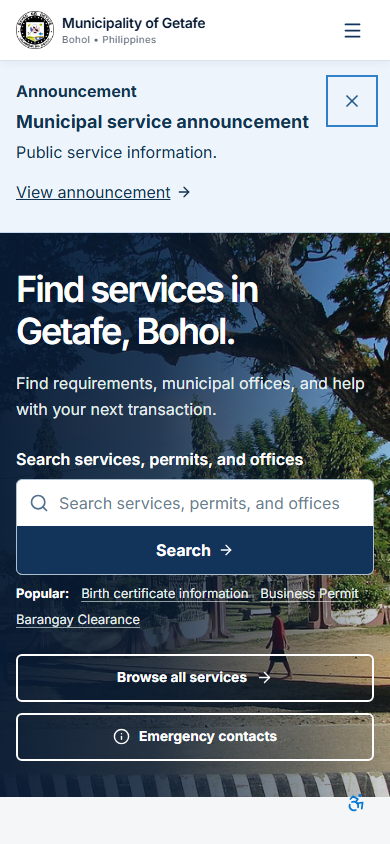 Municipality of Getafe
Bohol • Philippines
Announcement
Municipal service announcement
Public service information.
View announcement
Find services in
Getafe, Bohol.
Find requirements, municipal offices, and help
with your next transaction.
Search services, permits, and offices
Search services, permits, and offices
Search
Popular: Birth certificate information Business Permit
Barangay Clearance
Browse all services
Emergency contacts